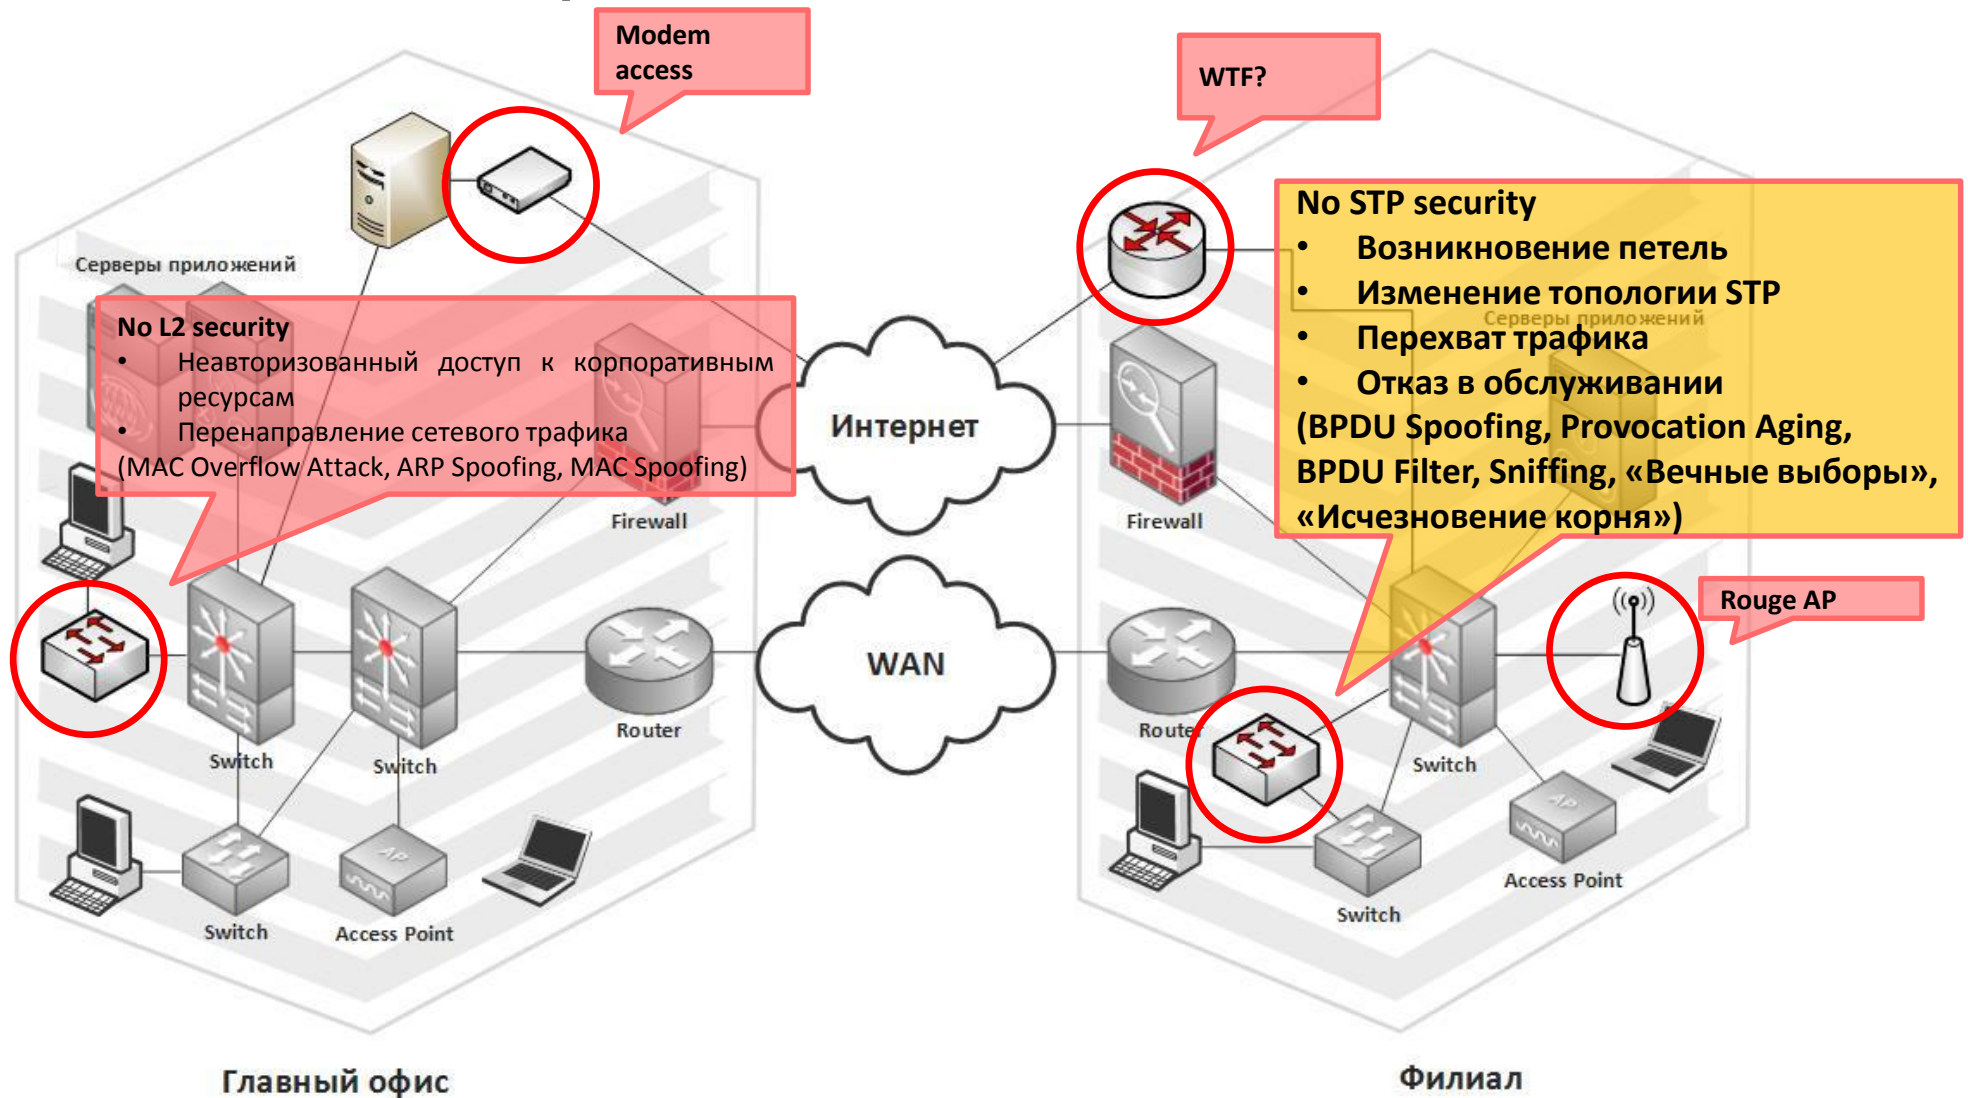 Modem
access
WTF?
No STP security
• Возникновение петель
• Изменение топологии STP
• Перехват трафика
• Отказ в обслуживании
(BPDU Spoofing, Provocation Aging,
BPDU Filter, Sniffing, «Вечные выборы»,
«Исчезновение корня»)
Серверы приложений
Серверы приложений
No L2 security
• Неавторизованный доступ к корпоративным
ресурсам
• Перенаправление сетевого трафика
(MAC Overflow Attack, ARP Spoofing, MAC Spoofing)
Интернет
Firewall
Firewall
Rouge AP
WAN
Router
Router
Switch
Switch
Switch
AP
AP
Switch
Access Point
Access Point
Switch
Главный офис
Филиал